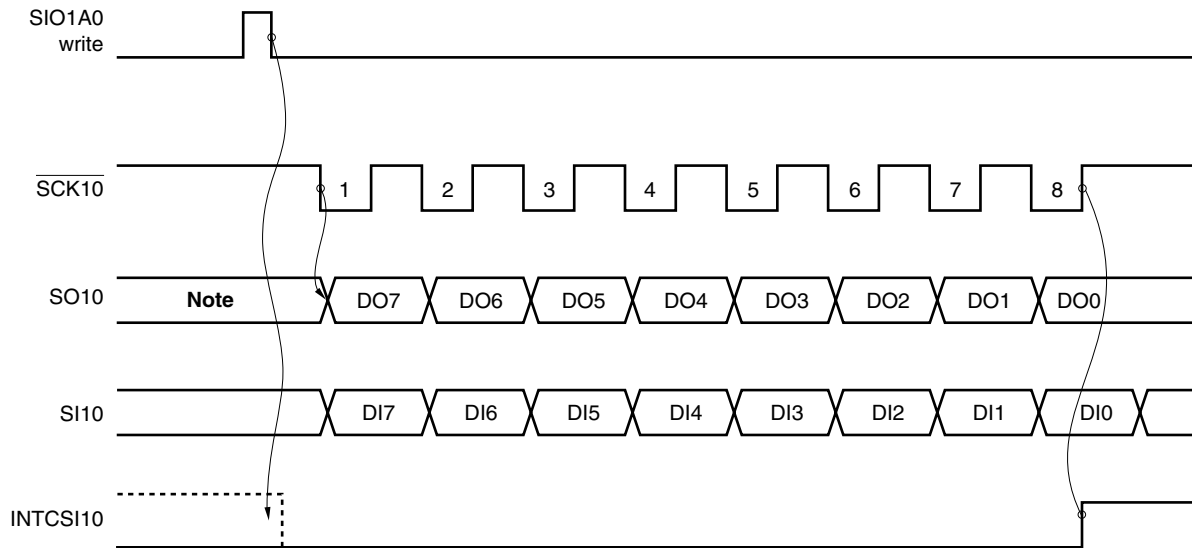 SIO1A0
write
SCK10
1 2 3 4 5 6 7 8
SO10
Note DO7 DO6 DO5 DO4 DO3 DO2 DO1 DO0
SI10
DI7 DI6 DI5 DI4 DI3 DI2 DI1 DI0
INTCSI10